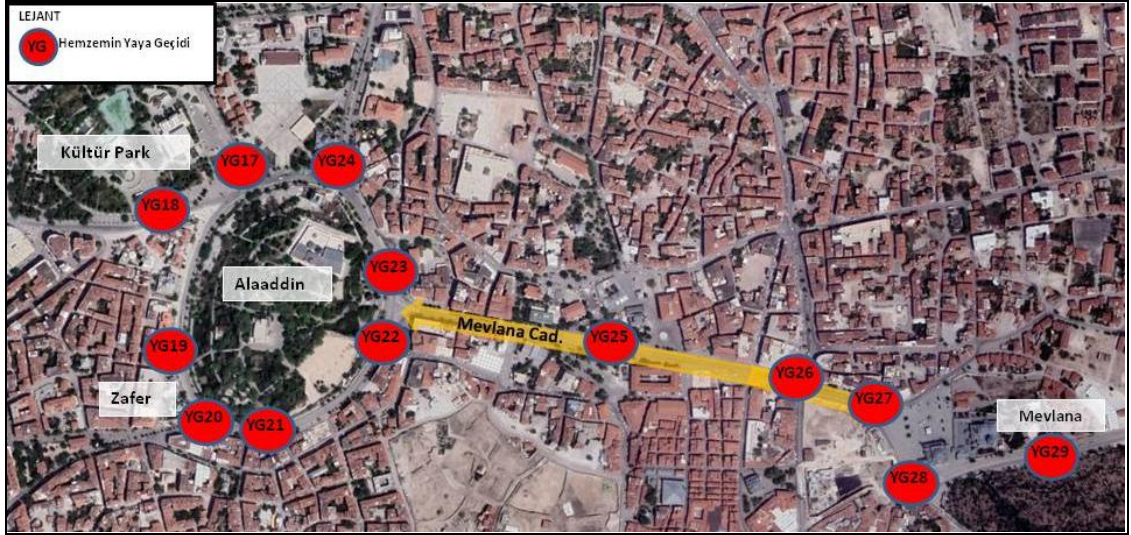 LEJANT
YG Hemzemin Yaya Geçidi
Kültür Park
YG17
YG24
YG18
Alaaddin
YG23
Mevlana Cad.
YG22
YG25
YG19
Zafer
YG20
YG21
YG26
YG27
Mevlana
YG28
YG29